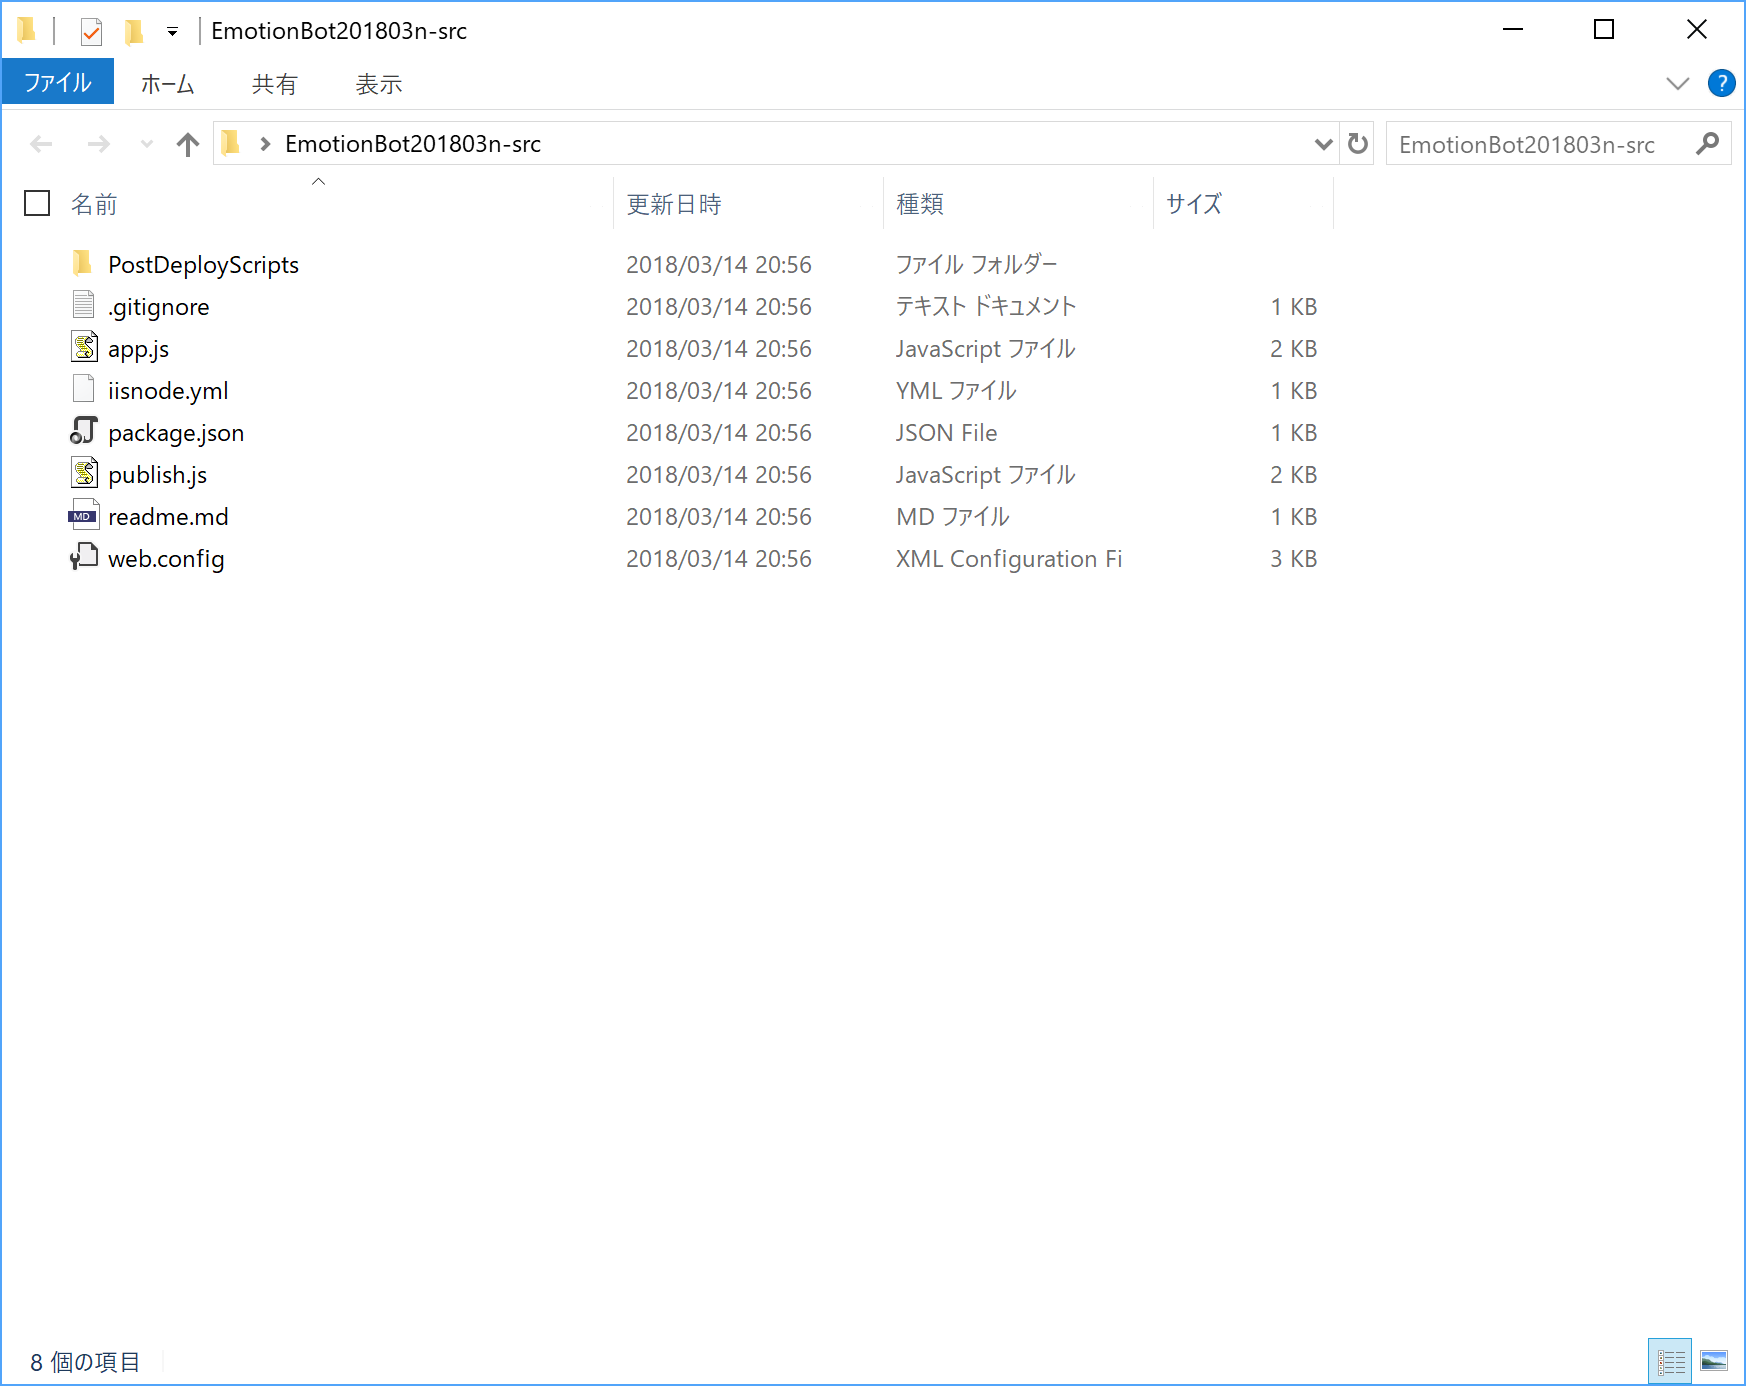 EmotionBot201803n-src
ファイル ホーム 共有 表示 ?
EmotionBot201803n-src EmotionBot201803n-src
名前 更新日時 種類 サイズ
PostDeployScripts 2018/03/14 20:56 ファイル フォルダー
.gitignore 2018/03/14 20:56 テキスト ドキュメント 1 KB
app.js 2018/03/14 20:56 JavaScript ファイル 2 KB
iisnode.yml 2018/03/14 20:56 YML ファイル 1 KB
package.json 2018/03/14 20:56 JSON File 1 KB
publish.js 2018/03/14 20:56 JavaScript ファイル 2 KB
MD readme.md 2018/03/14 20:56 MD ファイル 1 KB
web.config 2018/03/14 20:56 XML Configuration Fi 3 KB
8 個の項目